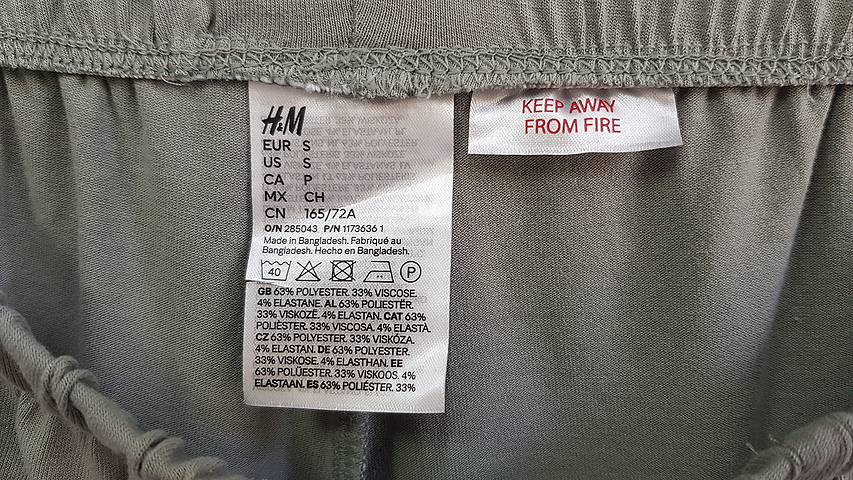 H&M
EUR S
US S
CA P
MX CH
CN 165/72A
O/N 285043 P/N 1173636 1
Made in Bangladesh. Fabriqué au
Bangladesh. Hecho en Bangladesh.
40
P
GB 63% POLYESTER. 33% VISCOSE.
4% ELASTANE. AL 63% POLIESTËR.
33% VISKOZË. 4% ELASTAN. CAT 63%
POLIÈSTER. 33% VISCOSA. 4% ELASTÀ.
CZ 63% POLYESTER. 33% VISKÓZA.
4% ELASTAN. DE 63% POLYESTER.
33% VISKOSE. 4% ELASTHAN. EE
63% POLÜESTER. 33% VISKOOS. 4%
ELASTAAN. ES 63% POLIÉSTER. 33%
KEEP AWAY
FROM FIRE